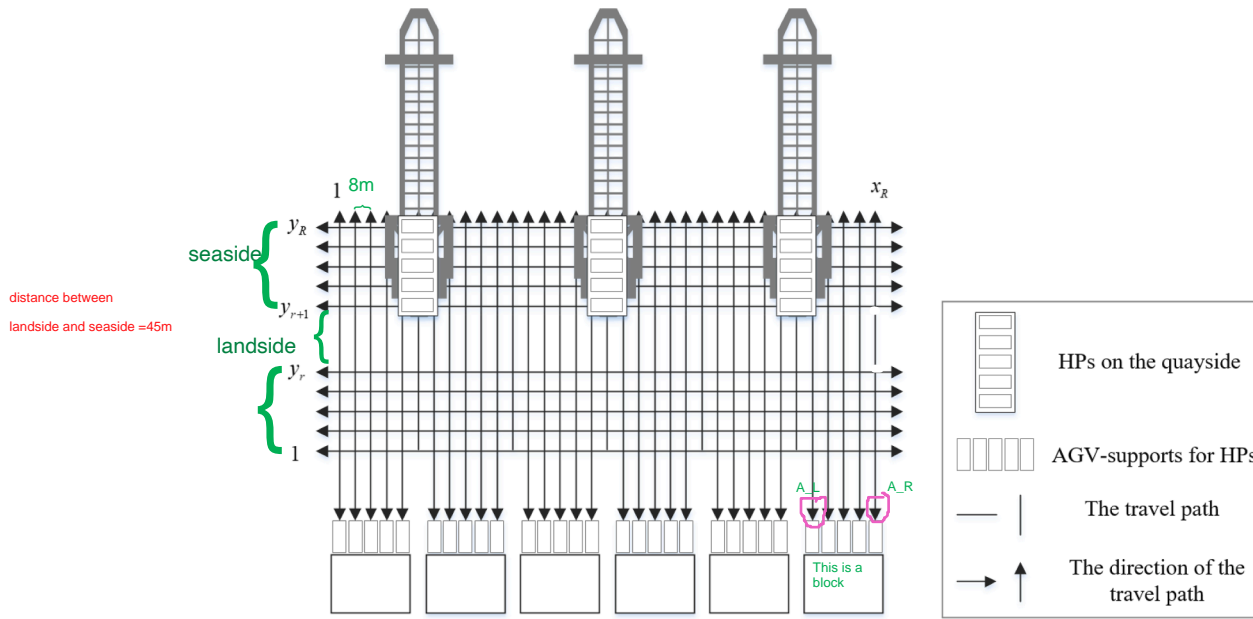 1
8m
x_R
y_R
seaside
distance between
landside and seaside =45m
y_{r+1}
landside
y_r
1
A_L
A_R
This is a
block
HPs on the quayside
AGV-supports for HPs
The travel path
The direction of the
travel path